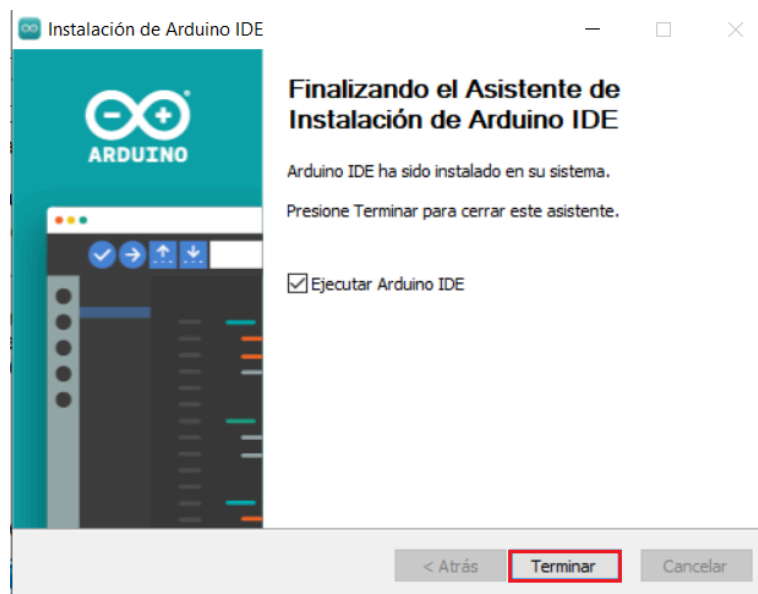 Instalación de Arduino IDE
ARDUINO
Finalizando el Asistente de
Instalación de Arduino IDE
Arduino IDE ha sido instalado en su sistema.
Presione Terminar para cerrar este asistente.
Ejecutar Arduino IDE
< Atrás
Terminar
Cancelar